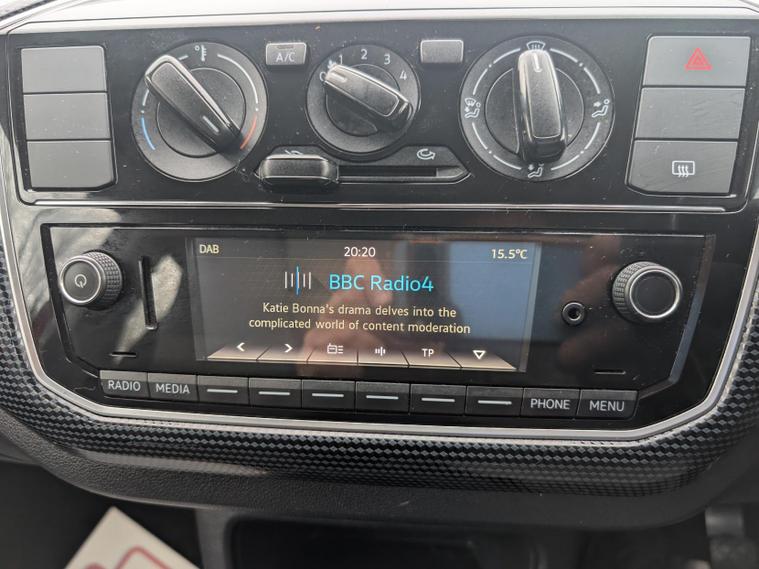 A/C
1 2 3 4
DAB 20:20 15.5°C
BBC Radio4
Katie Bonna's drama delves into the
complicated world of content moderation
TP
RADIO MEDIA PHONE MENU